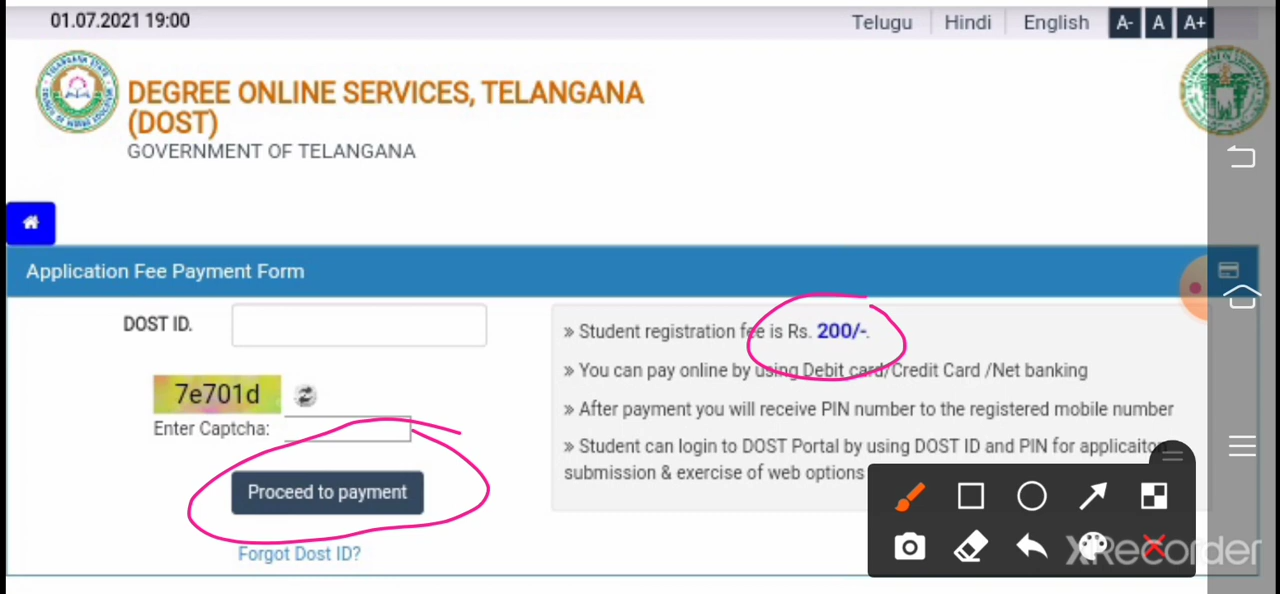 01.07.2021 19:00
Telugu Hindi English A- A A+
DEGREE ONLINE SERVICES, TELANGANA
(DOST)
GOVERNMENT OF TELANGANA
Application Fee Payment Form
DOST ID.
7e701d
Enter Captcha:
Proceed to payment
Forgot Dost ID?
» Student registration fee is Rs. 200/-.
» You can pay online by using Debit card/Credit Card /Net banking
» After payment you will receive PIN number to the registered mobile number
» Student can login to DOST Portal by using DOST ID and PIN for applicaiton
submission & exercise of web options
XRecorder